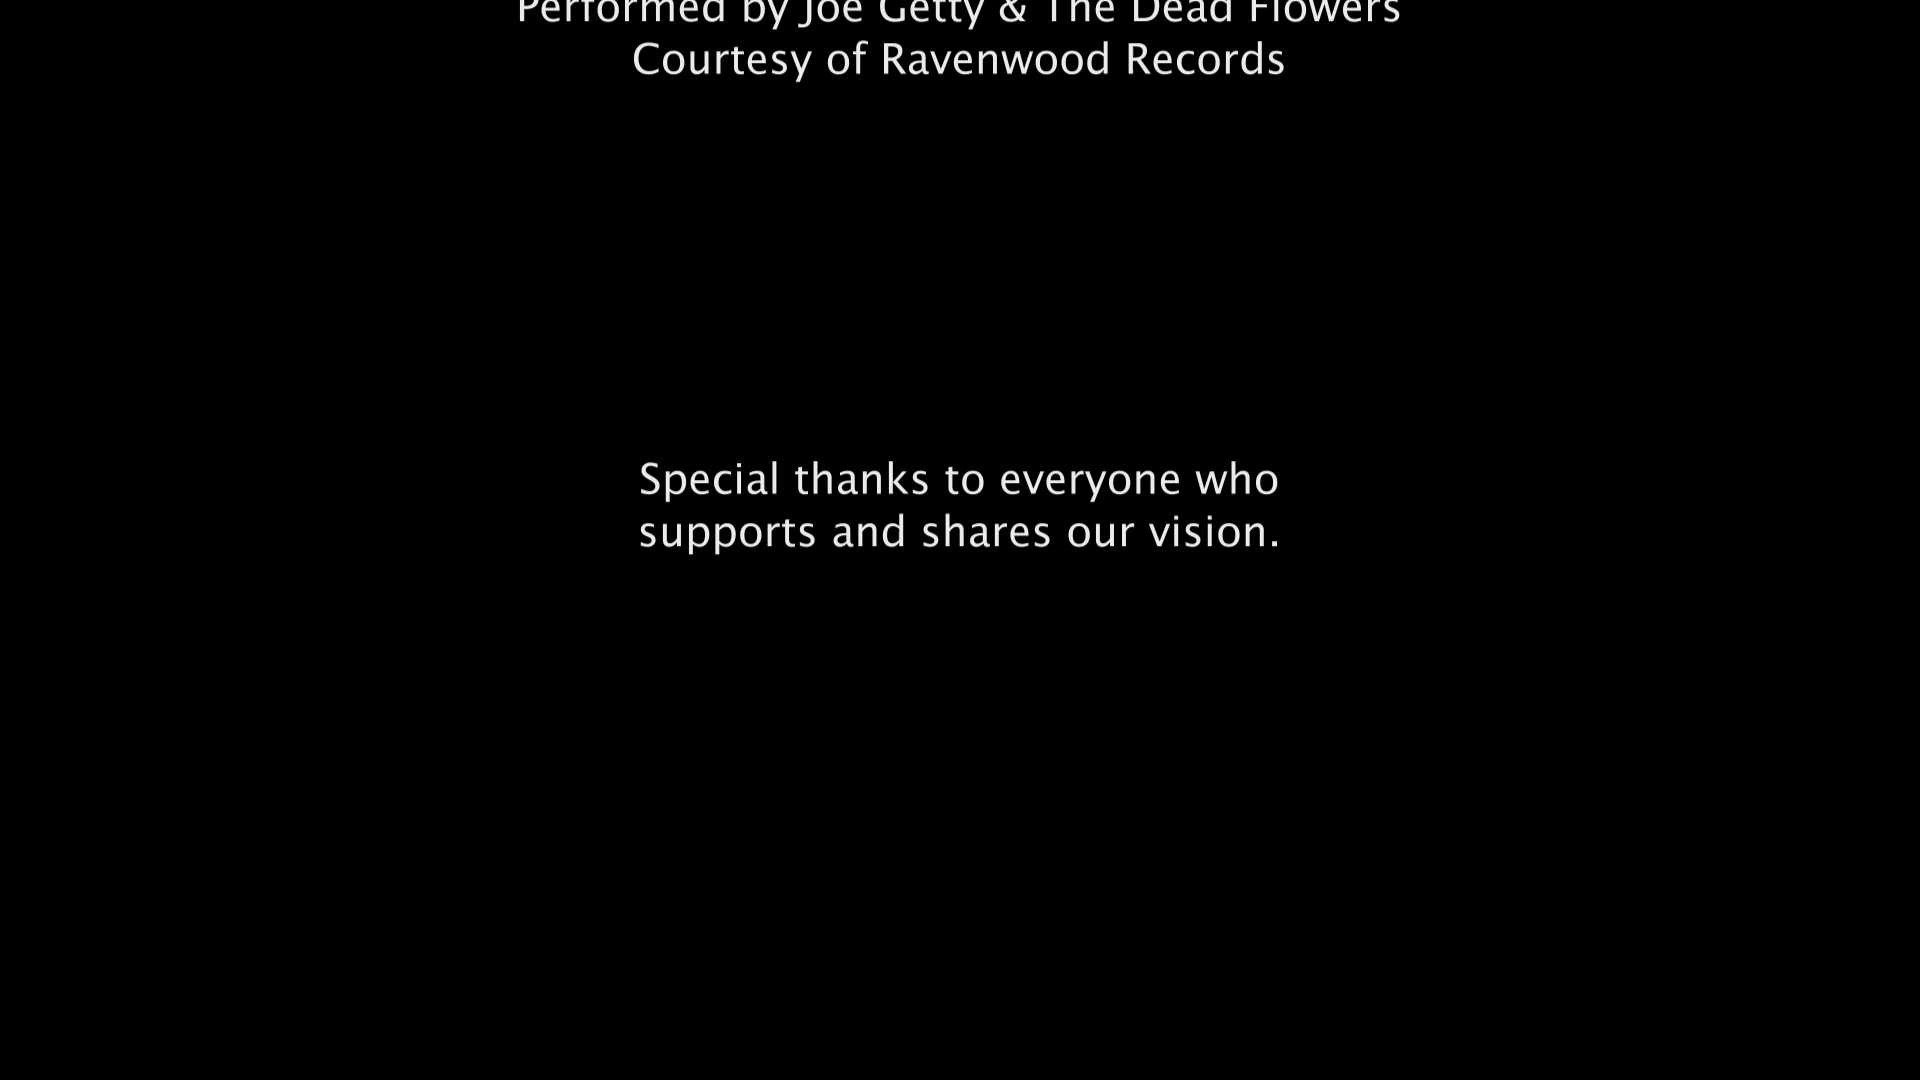 Performed by Joe Getty & The Dead Flowers
Courtesy of Ravenwood Records
Special thanks to everyone who
supports and shares our vision.